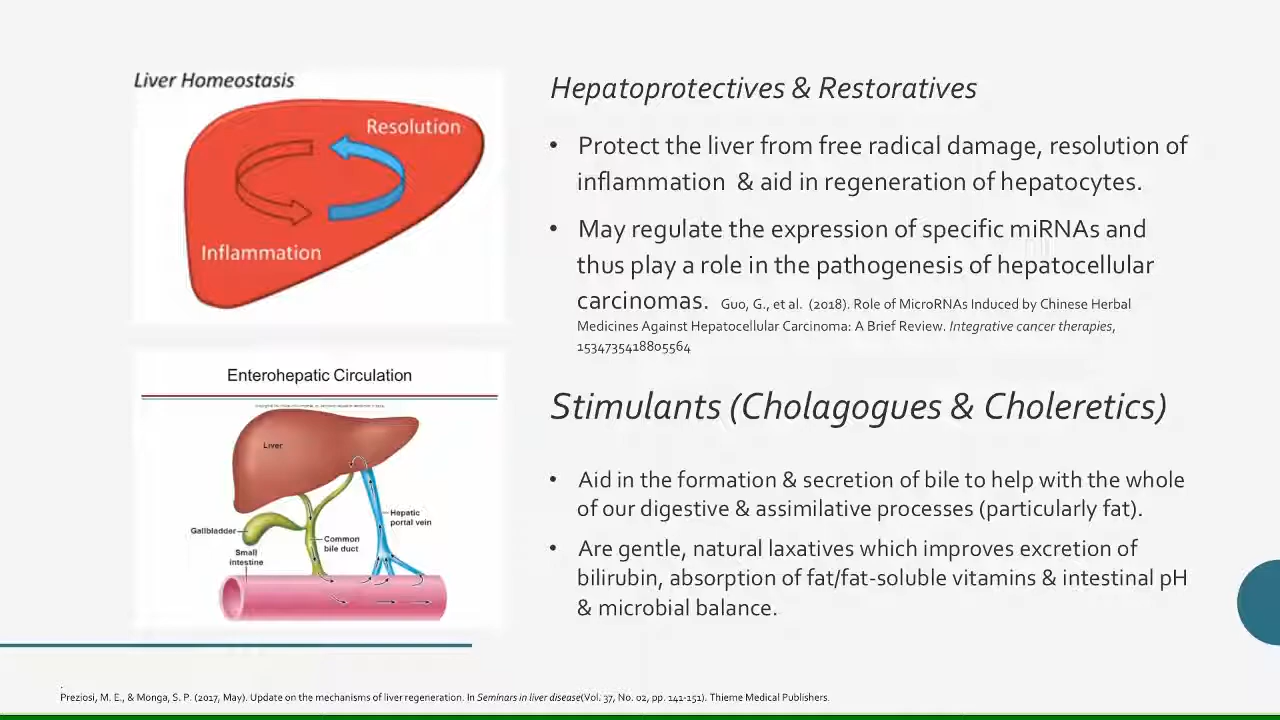 Liver Homeostasis
Resolution
Inflammation
Enterohepatic Circulation
Liver
Gallbladder
Small
intestine
Common
bile duct
Hepatic
portal vein
Hepatoprotectives & Restoratives
• Protect the liver from free radical damage, resolution of
inflammation & aid in regeneration of hepatocytes.
• May regulate the expression of specific miRNAs and
thus play a role in the pathogenesis of hepatocellular
carcinomas. Guo, G., et al. (2018). Role of MicroRNAs Induced by Chinese Herbal
Medicines Against Hepatocellular Carcinoma: A Brief Review. Integrative cancer therapies,
1534735418805564
Stimulants (Cholagogues & Choleretics)
• Aid in the formation & secretion of bile to help with the whole
of our digestive & assimilative processes (particularly fat).
• Are gentle, natural laxatives which improves excretion of
bilirubin, absorption of fat/fat-soluble vitamins & intestinal pH
& microbial balance.
.
Preziosi, M. E., & Monga, S. P. (2017, May). Update on the mechanisms of liver regeneration. In Seminars in liver disease(Vol. 37, No. 02, pp. 141-151). Thieme Medical Publishers.